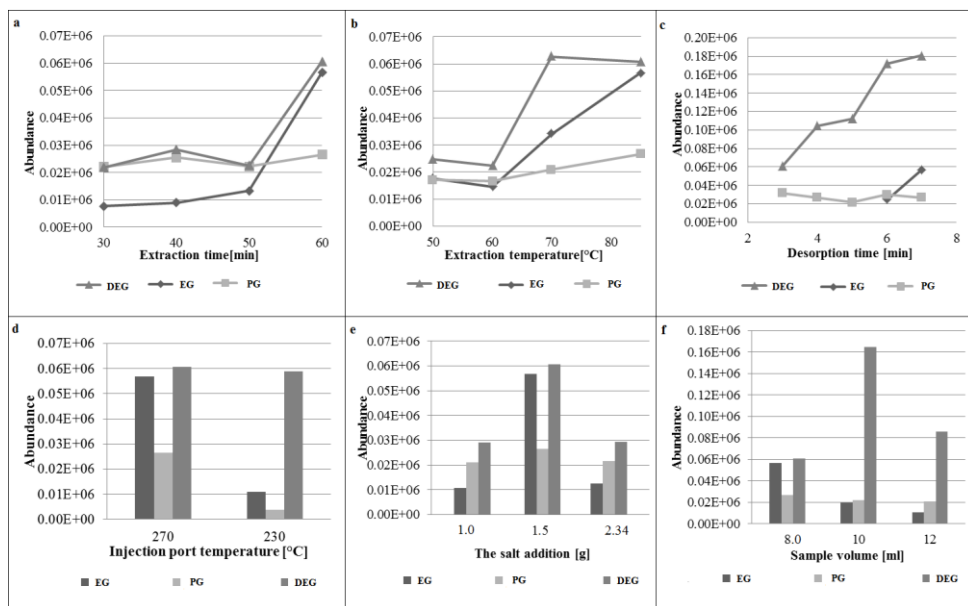 a
0.07E+06
0.06E+06
0.05E+06
0.04E+06
0.03E+06
0.02E+06
0.01E+06
0.00E+00
Abundance
30 40 50 60
Extraction time[min]
DEG EG PG
b
0.07E+06
0.06E+06
0.05E+06
0.04E+06
0.03E+06
0.02E+06
0.01E+06
0.00E+00
Abundance
50 60 70 80
Extraction temperature[°C]
DEG EG PG
c
0.20E+06
0.18E+06
0.16E+06
0.14E+06
0.12E+06
0.10E+06
0.08E+06
0.06E+06
0.04E+06
0.02E+06
0.00E+00
Abundance
2 4 6 8
Desorption time [min]
DEG EG PG
d
0.07E+06
0.06E+06
0.05E+06
0.04E+06
0.03E+06
0.02E+06
0.01E+06
0.00E+00
Abundance
270 230
Injection port temperature [°C]
EG PG DEG
e
0.07E+06
0.06E+06
0.05E+06
0.04E+06
0.03E+06
0.02E+06
0.01E+06
0.00E+00
Abundance
1.0 1.5 2.34
The salt addition [g]
EG PG DEG
f
0.18E+06
0.16E+06
0.14E+06
0.12E+06
0.10E+06
0.08E+06
0.06E+06
0.04E+06
0.02E+06
0.00E+00
Abundance
8.0 10 12
Sample volume [ml]
EG PG DEG